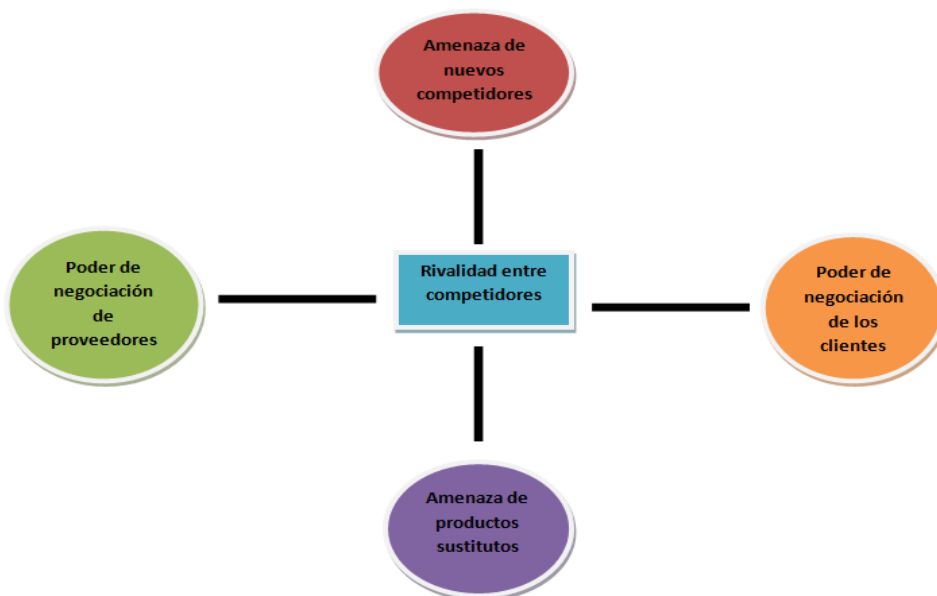 Amenaza de
nuevos
competidores
Poder de
negociación
de
proveedores
Rivalidad entre
competidores
Poder de
negociación
de los
clientes
Amenaza de
productos
sustitutos